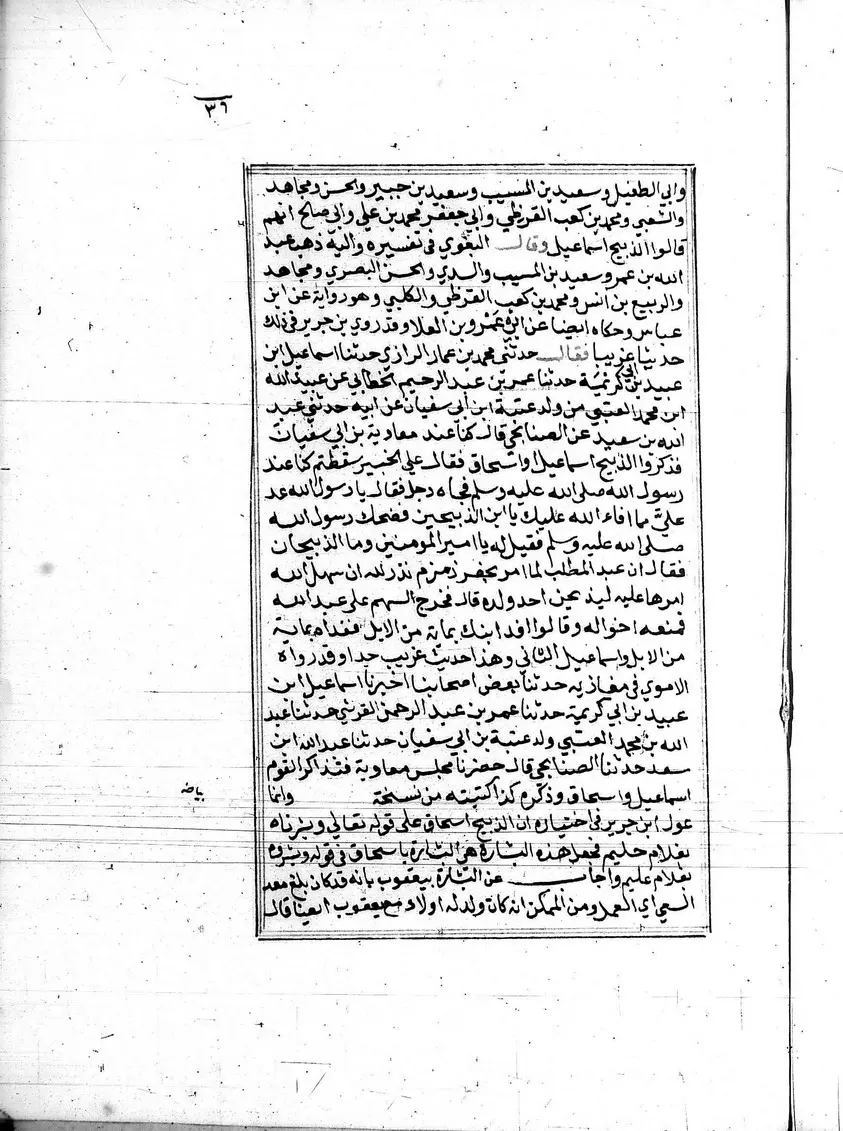 ٣٦
وابي الطفيل وسعيد بن المسيب وسعيد بن جبير والحسن ومجاهد
والشعبي ومحمد بن كعب القرظي وابي جعفر محمد بن علي وابي صالح انهم
قالوا الذبيح اسماعيل وقال البغوي في تفسيره واليه ذهب عبد
الله بن عمر وسعيد بن المسيب والسدي والحسن البصري ومجاهد
والربيع بن انس ومحمد بن كعب القرظي والكلبي وهو رواية عن ابن
عباس وحكاه ايضا عن ابي عمرو بن العلا وقد روي بن جرير في ذلك
حديثا غريبا فقال حدثني محمد بن عمار الرازي حدثنا اسماعيل ابن
عبيد بن ابي كريمة حدثنا عمر بن عبد الرحيم الخطابي عن عبيد الله
ابن محمد العتبي من ولد عتبة ابن ابي سفيان عن ابيه حدثني عبد
الله بن سعيد عن الصنابحي قال كنا عند معاوية بن ابي سفيان
فذكروا الذبيح اسماعيل او اسحاق فقال علي الخبير سقطتم كنا عند
رسول الله صلى الله عليه وسلم فجاه رجل فقال يا رسول الله عد
عليّ مما افاء الله عليك يا ابن الذبيحين فضحك رسول الله
صلى الله عليه وسلم فقيل له يا امير المومنين وما الذبيحان
فقال ان عبد المطلب لما امر بحفر زمزم نذر لله ان سهل الله
امرها عليه ليذبحن احد ولده قال فخرج السهم على عبد الله
فمنعه اخواله وقالوا افد ابنك بماية من الابل ففداه بماية
من الابل واسماعيل الثاني وهذا حديث غريب جدا وقد رواه
الاموي في مغازيه حدثنا بعض اصحابنا اخبرنا اسماعيل ابن
عبيد بن ابي كريمة حدثنا عمر بن عبد الرحمن القرشي حدثنا عبد
الله بن محمد العتبي ولد عتبة بن ابي سفيان حدثنا عبد الله ابن
سعد حدثنا الصنابحي قال حضرنا مجلس معاوية فتذاكر القوم
اسماعيل واسحاق وذكره كذا كتبته من نسخة وانما
بياض
عول ابن جرير في اختياره ان الذبيح اسحاق على قوله تعالي وبشرناه
بغلام حليم فجعل هذه البشارة هي البشارة باسحاق في قوله وبشروه
بغلام عليم واجاب عن البشارة بيعقوب بانه قد كان بلغ معه
السعي اي العمل ومن الممكن انه كان ولد له اولاد مع يعقوب ايضا قال